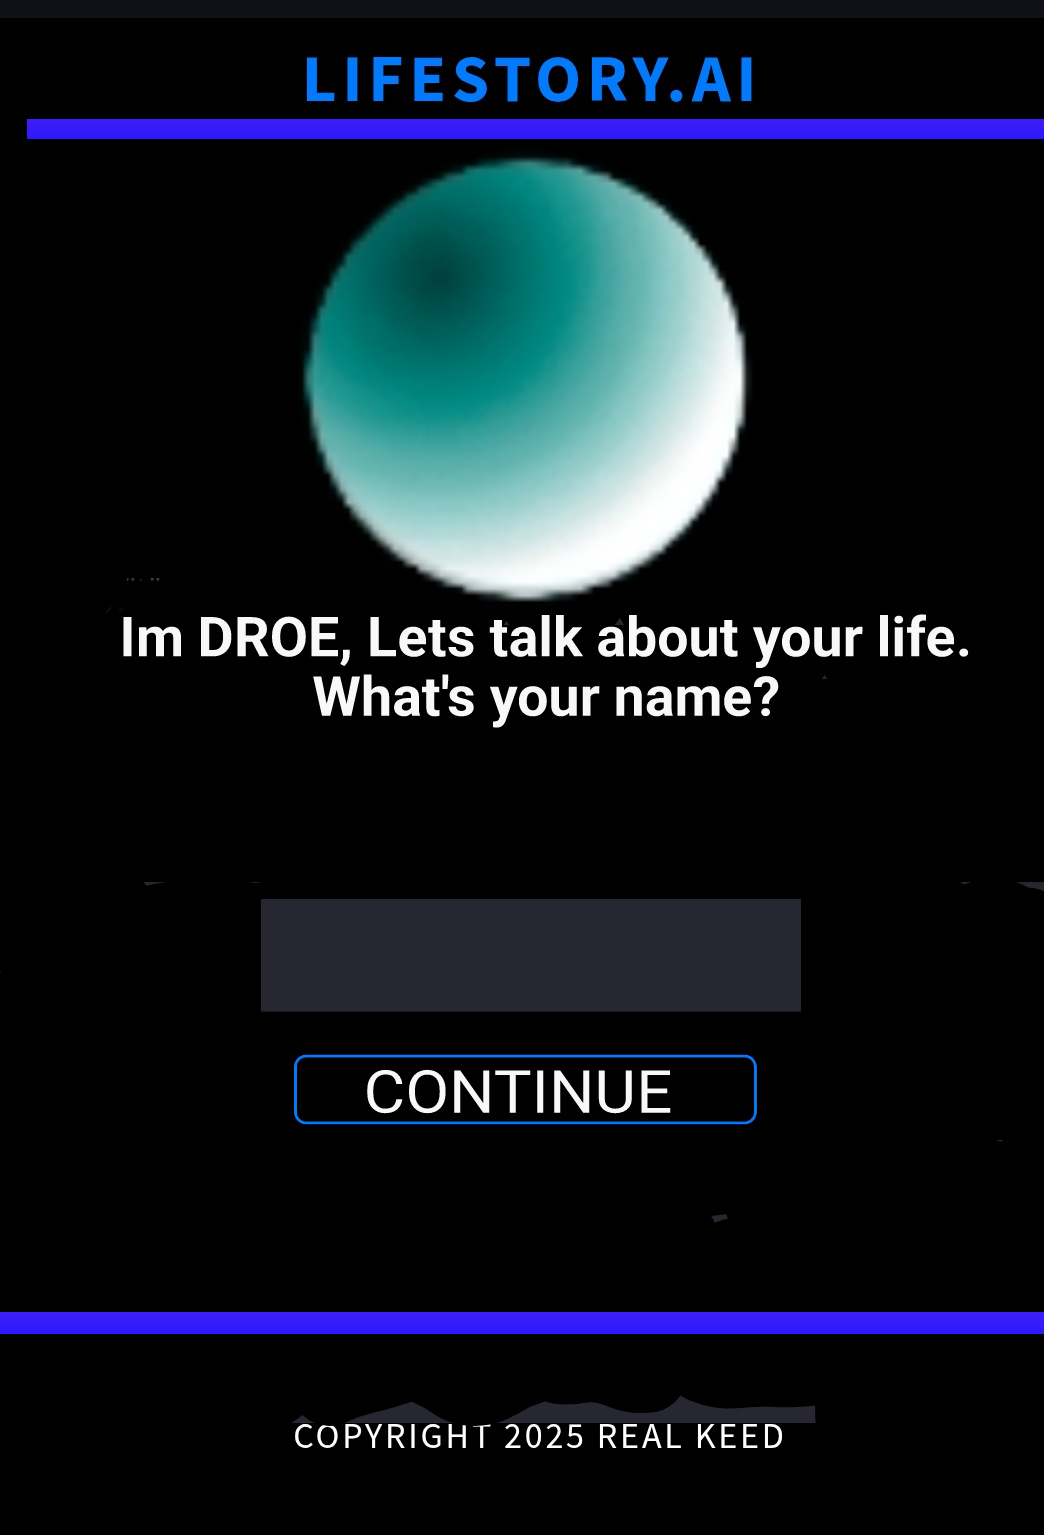 LIFESTORY.AI
Im DROE, Lets talk about your life.
What's your name?
CONTINUE
COPYRIGHT 2025 REAL KEED